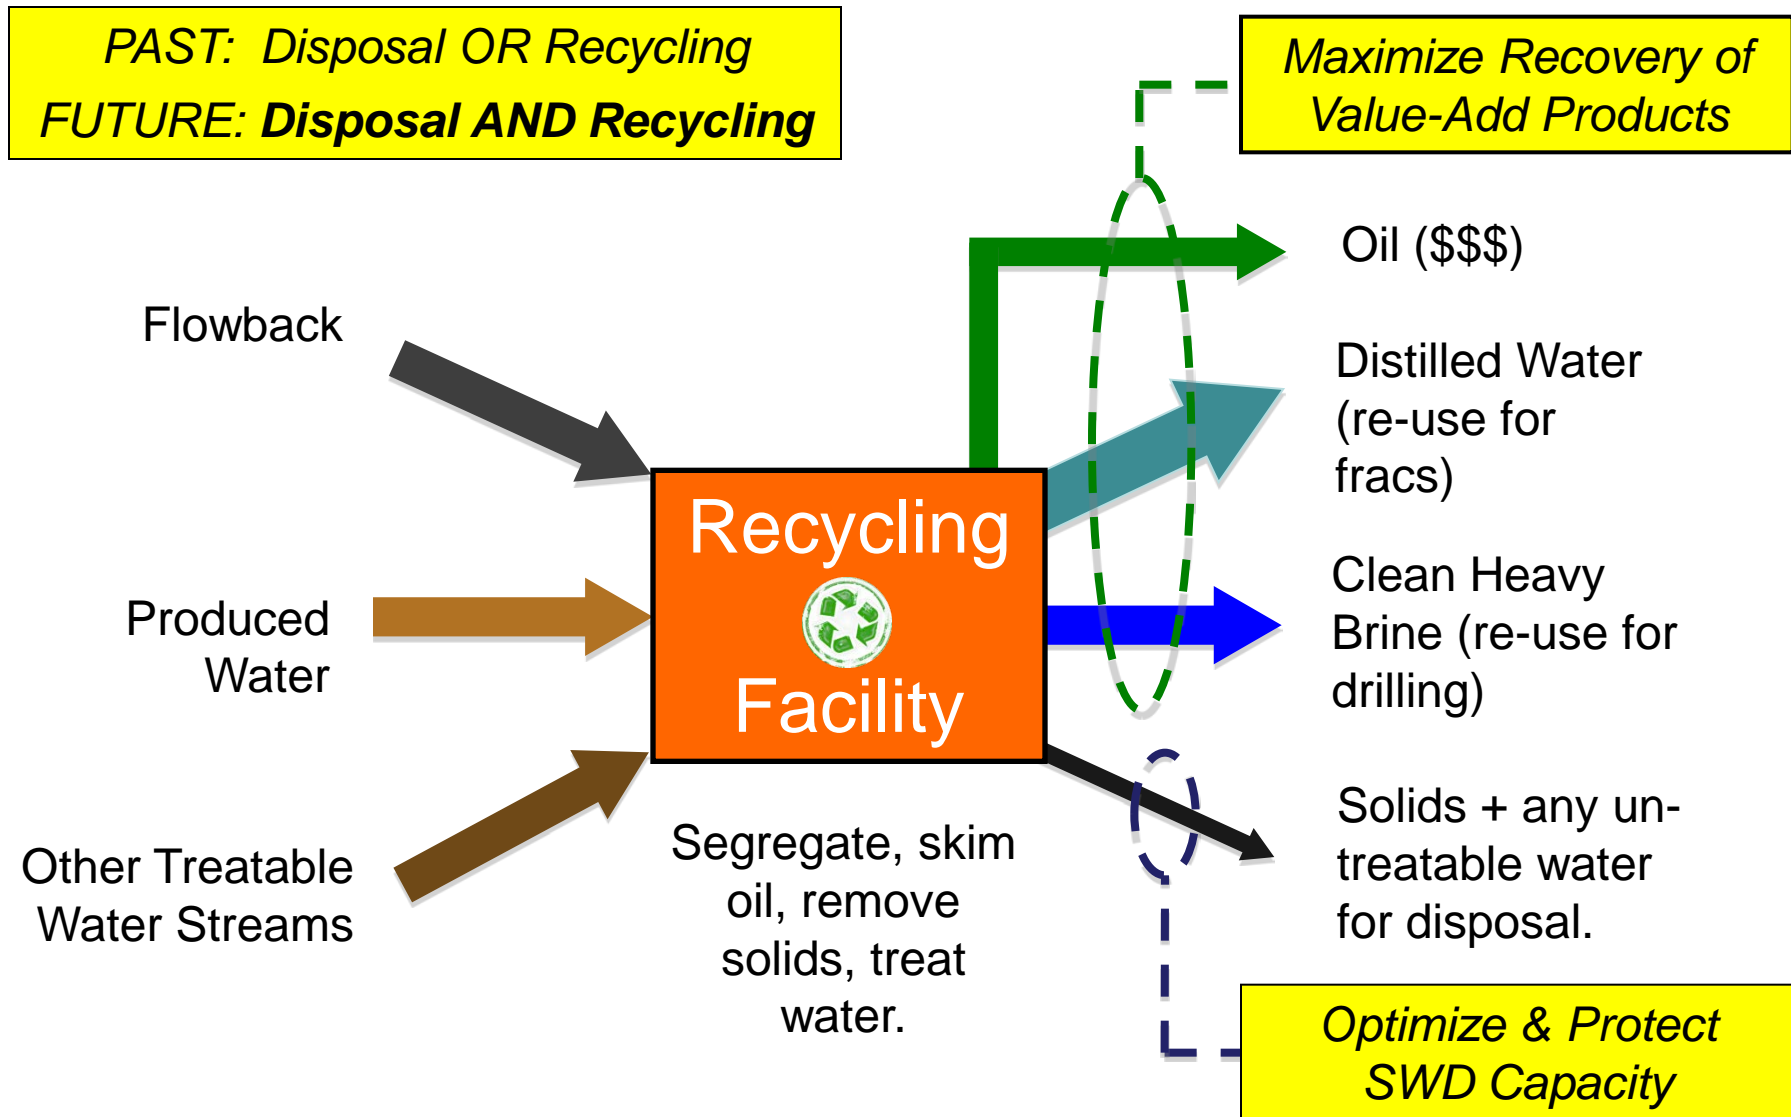 PAST: Disposal OR Recycling
FUTURE: Disposal AND Recycling
Maximize Recovery of
Value-Add Products
Flowback
Produced
Water
Other Treatable
Water Streams
Recycling
Facility
Segregate, skim
oil, remove
solids, treat
water.
Oil ($$$)
Distilled Water
(re-use for
fracs)
Clean Heavy
Brine (re-use for
drilling)
Solids + any un-
treatable water
for disposal.
Optimize & Protect
SWD Capacity